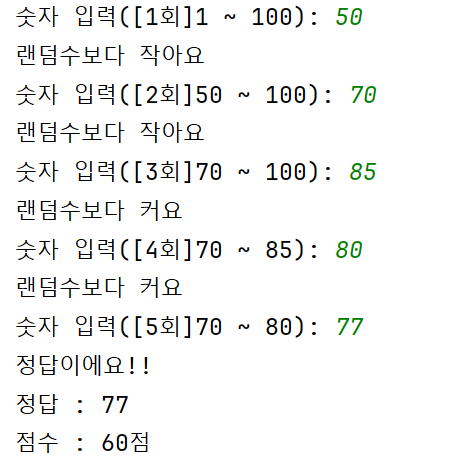 숫자 입력([1회]1 ~ 100): 50
랜덤수보다 작아요
숫자 입력([2회]50 ~ 100): 70
랜덤수보다 작아요
숫자 입력([3회]70 ~ 100): 85
랜덤수보다 커요
숫자 입력([4회]70 ~ 85): 80
랜덤수보다 커요
숫자 입력([5회]70 ~ 80): 77
정답이에요!!
정답 : 77
점수 : 60점